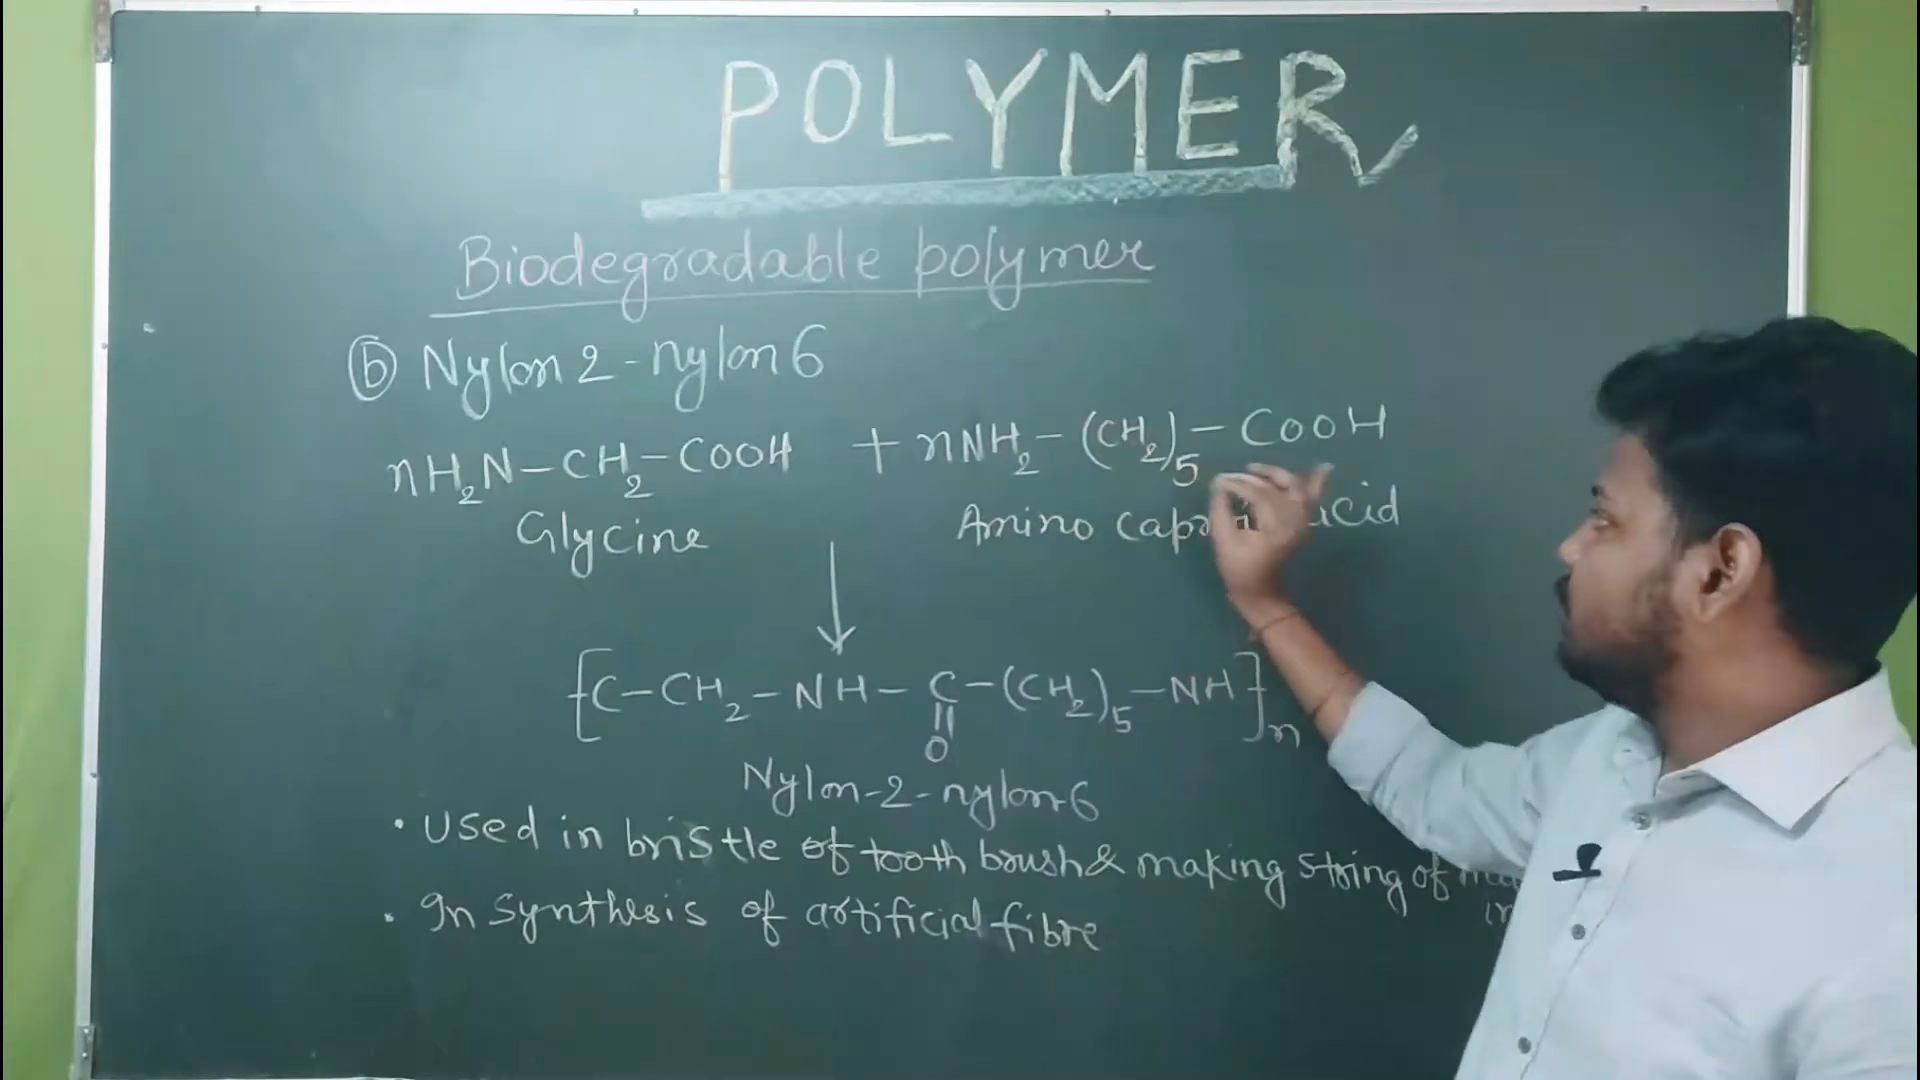 POLYMER
Biodegradable polymer
(b) Nylon 2-nylon 6
nH₂N-CH₂-COOH + nNH₂-(CH₂)₅-COOH
Glycine Amino acid
[C-CH₂-NH-C-(CH₂)₅-NH]n
O
Nylon-2-nylon-6
• Used in bristle of tooth brush & making string of
• In synthesis of artificial fibre